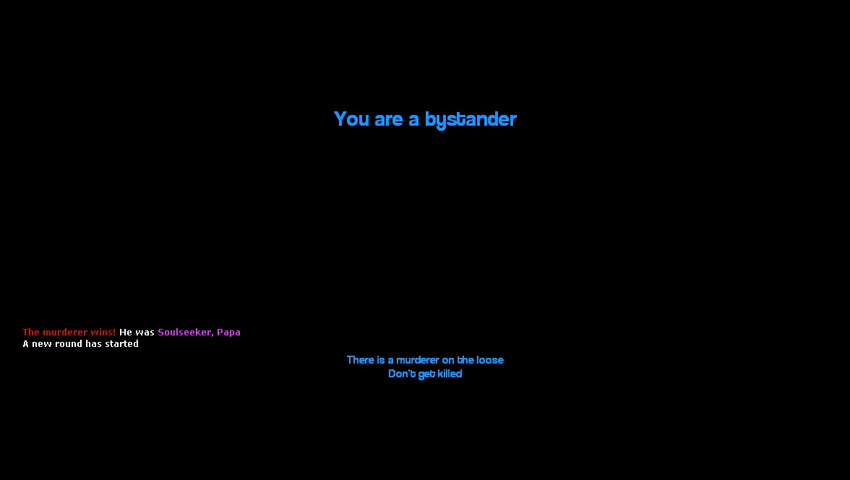 You are a bystander
The murderer wins! He was Soulseeker, Papa
A new round has started
There is a murderer on the loose
Don't get killed